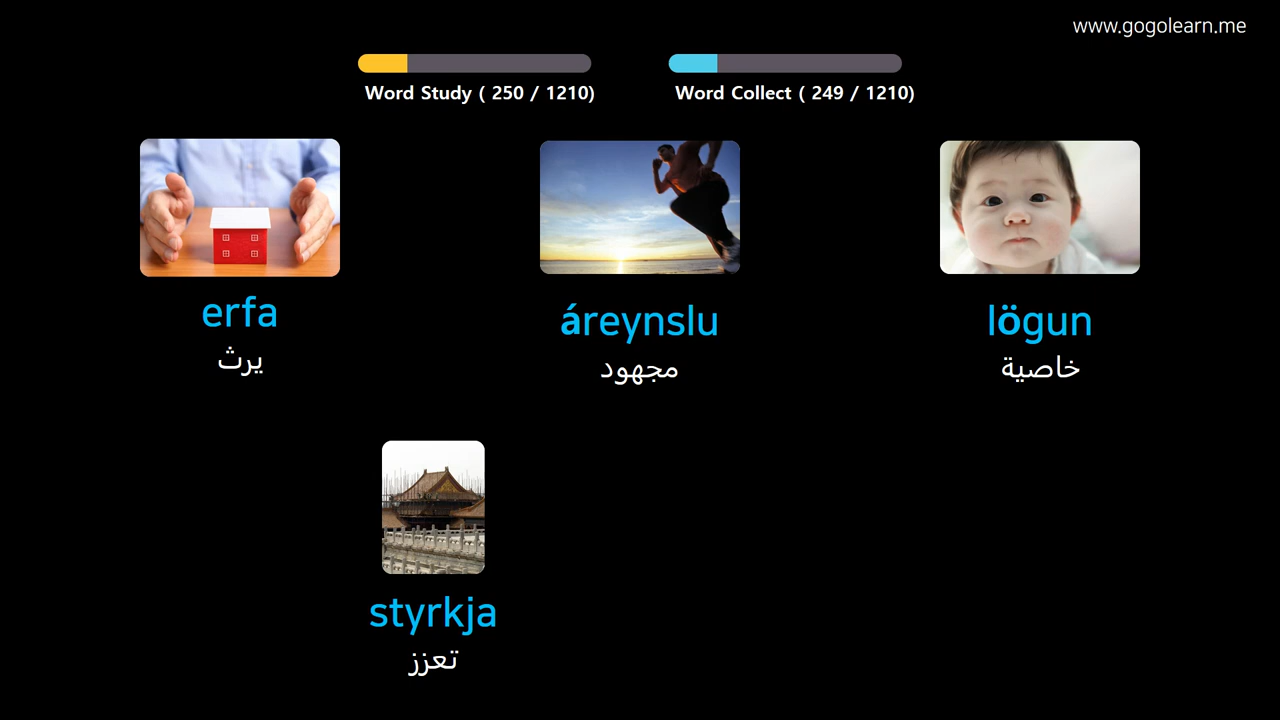 www.gogolearn.me
Word Study ( 250 / 1210)
Word Collect ( 249 / 1210)
erfa
يرث
áreynslu
مجهود
lögun
خاصية
styrkja
تعزز